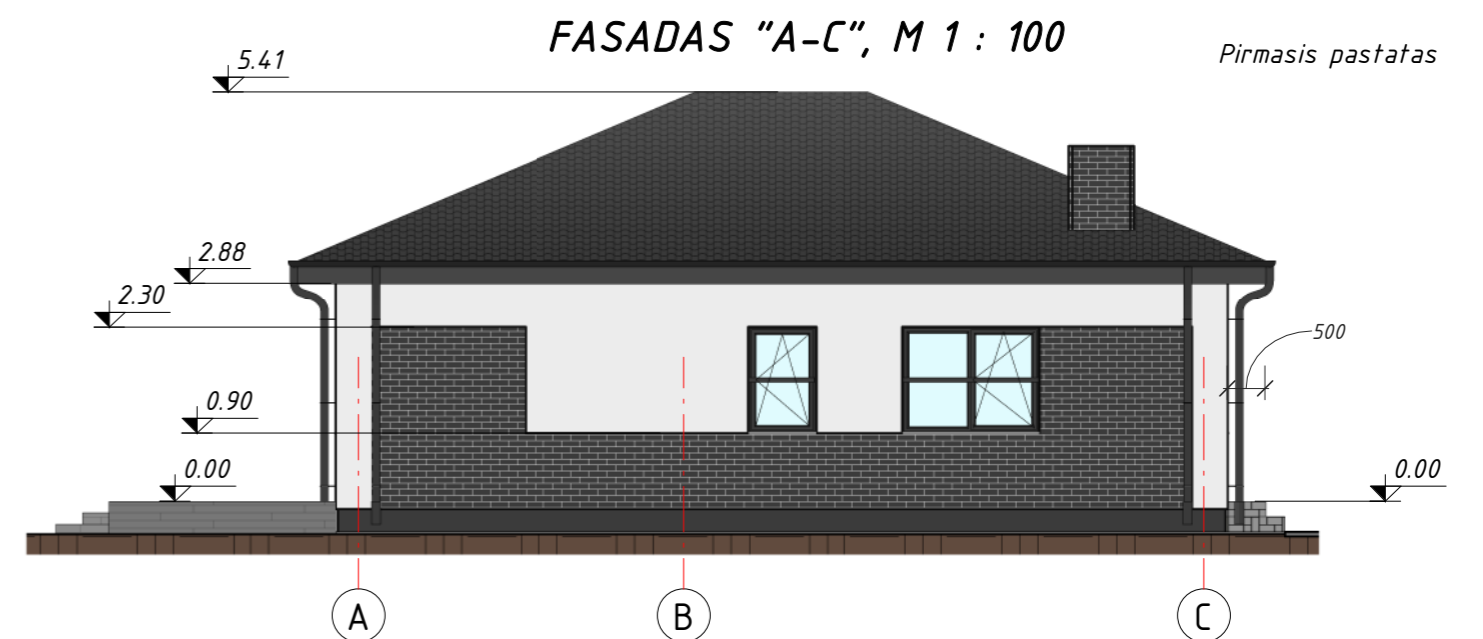 FASADAS "A-C", M 1 : 100
Pirmasis pastatas
5.41
2.88
2.30
500
0.90
0.00
0.00
A
B
C